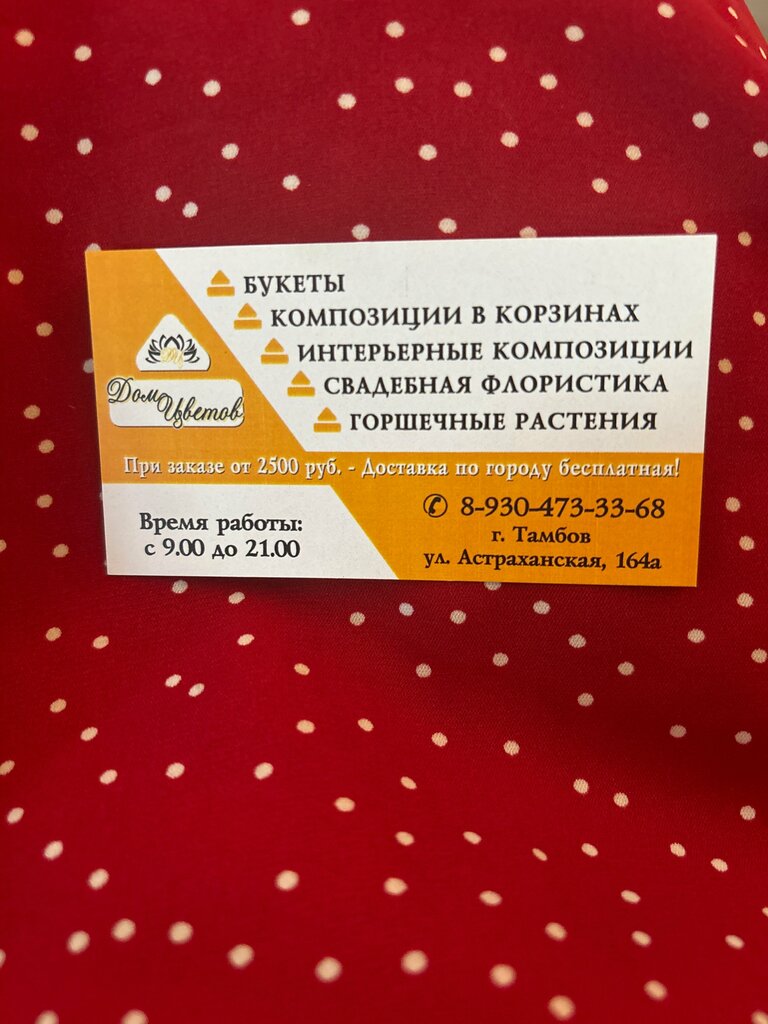 БУКЕТЫ
КОМПОЗИЦИИ В КОРЗИНАХ
ИНТЕРЬЕРНЫЕ КОМПОЗИЦИИ
СВАДЕБНАЯ ФЛОРИСТИКА
ГОРШЕЧНЫЕ РАСТЕНИЯ
ДЦ
Дом
Цветов
При заказе от 2500 руб. - Доставка по городу бесплатная!
Время работы:
с 9.00 до 21.00
✆ 8-930-473-33-68
г. Тамбов
ул. Астраханская, 164а